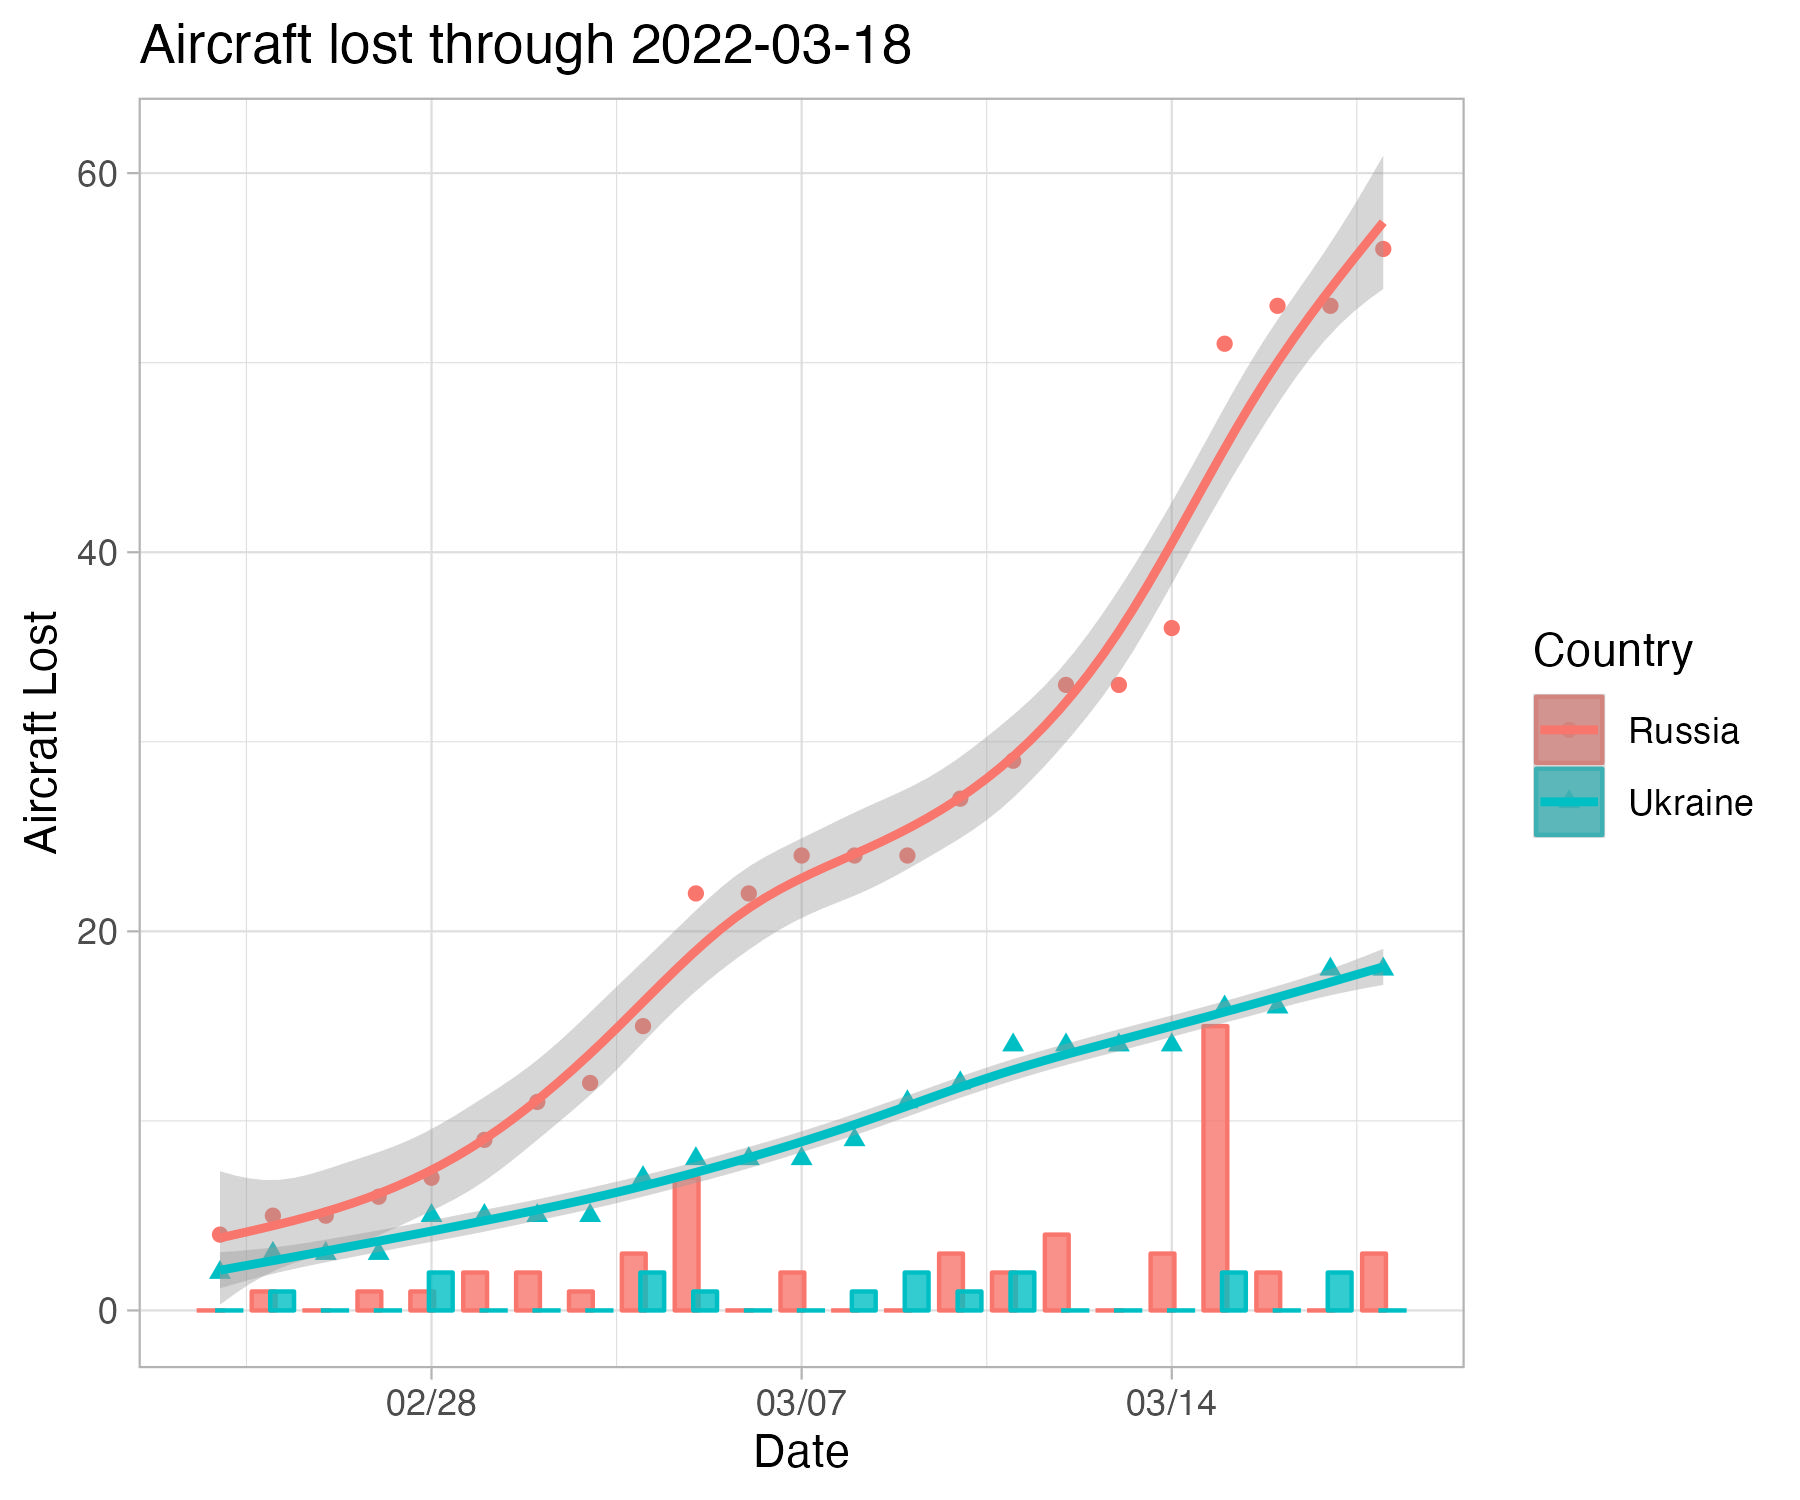 Aircraft lost through 2022-03-18
60
40
20
0
Aircraft Lost
02/28
03/07
03/14
Date
Country
Russia
Ukraine